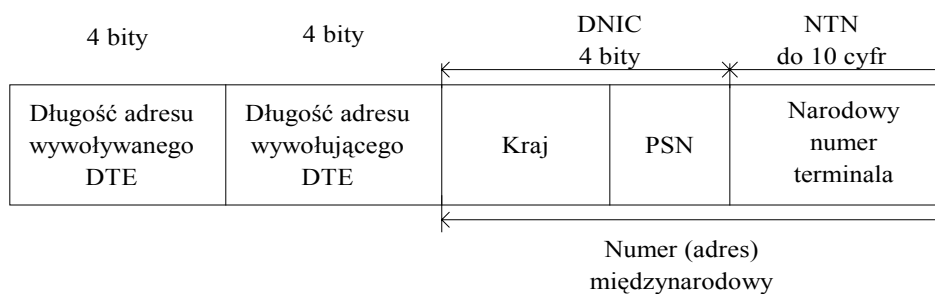 4 bity
4 bity
DNIC
4 bity
NTN
do 10 cyfr
Długość adresu
wywoływanego
DTE
Długość adresu
wywołującego
DTE
Kraj
PSN
Narodowy
numer
terminala
Numer (adres)
międzynarodowy